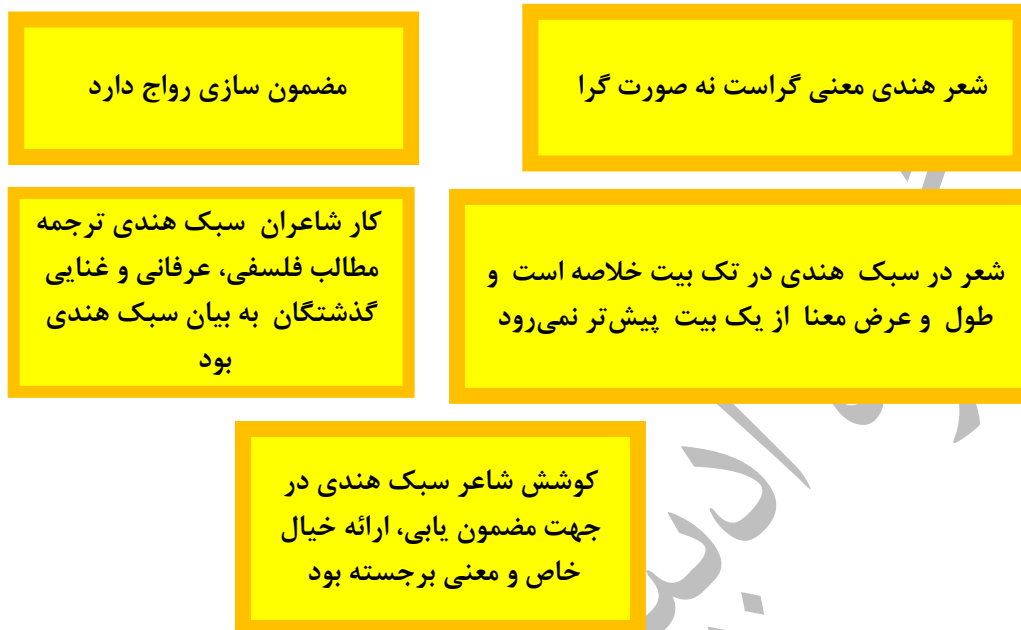 شعر هندی معنی گراست نه صورت گرا
مضمون سازی رواج دارد
شعر در سبک هندی در تک بیت خلاصه است و
طول و عرض معنا از یک بیت پیش‌تر نمی‌رود
کار شاعران سبک هندی ترجمه
مطالب فلسفی، عرفانی و غنایی
گذشتگان به بیان سبک هندی
بود
کوشش شاعر سبک هندی در
جهت مضمون یابی، ارائه خیال
خاص و معنی برجسته بود